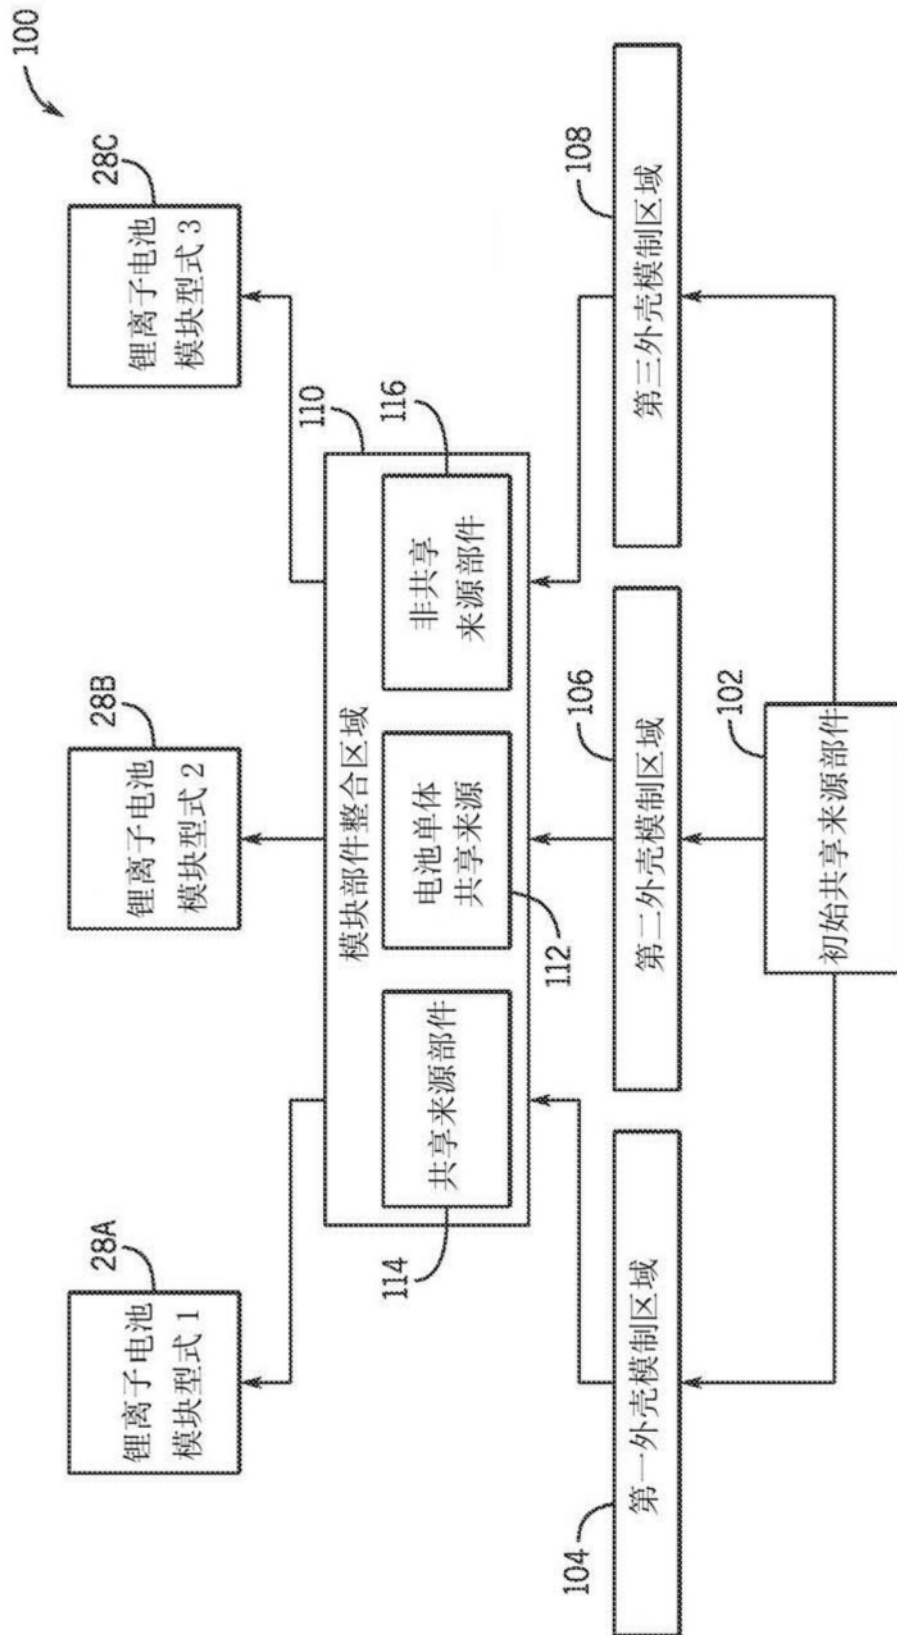 100
28A
28B
28C
锂离子电池
模块型式 1
锂离子电池
模块型式 2
锂离子电池
模块型式 3
110
模块部件整合区域
共享来源部件
电池单体
共享来源
非共享
来源部件
114
112
116
104
106
108
第一外壳模制区域
第二外壳模制区域
第三外壳模制区域
102
初始共享来源部件